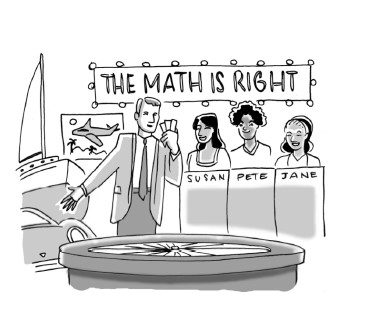 THE MATH IS RIGHT
SUSAN PETE JANE